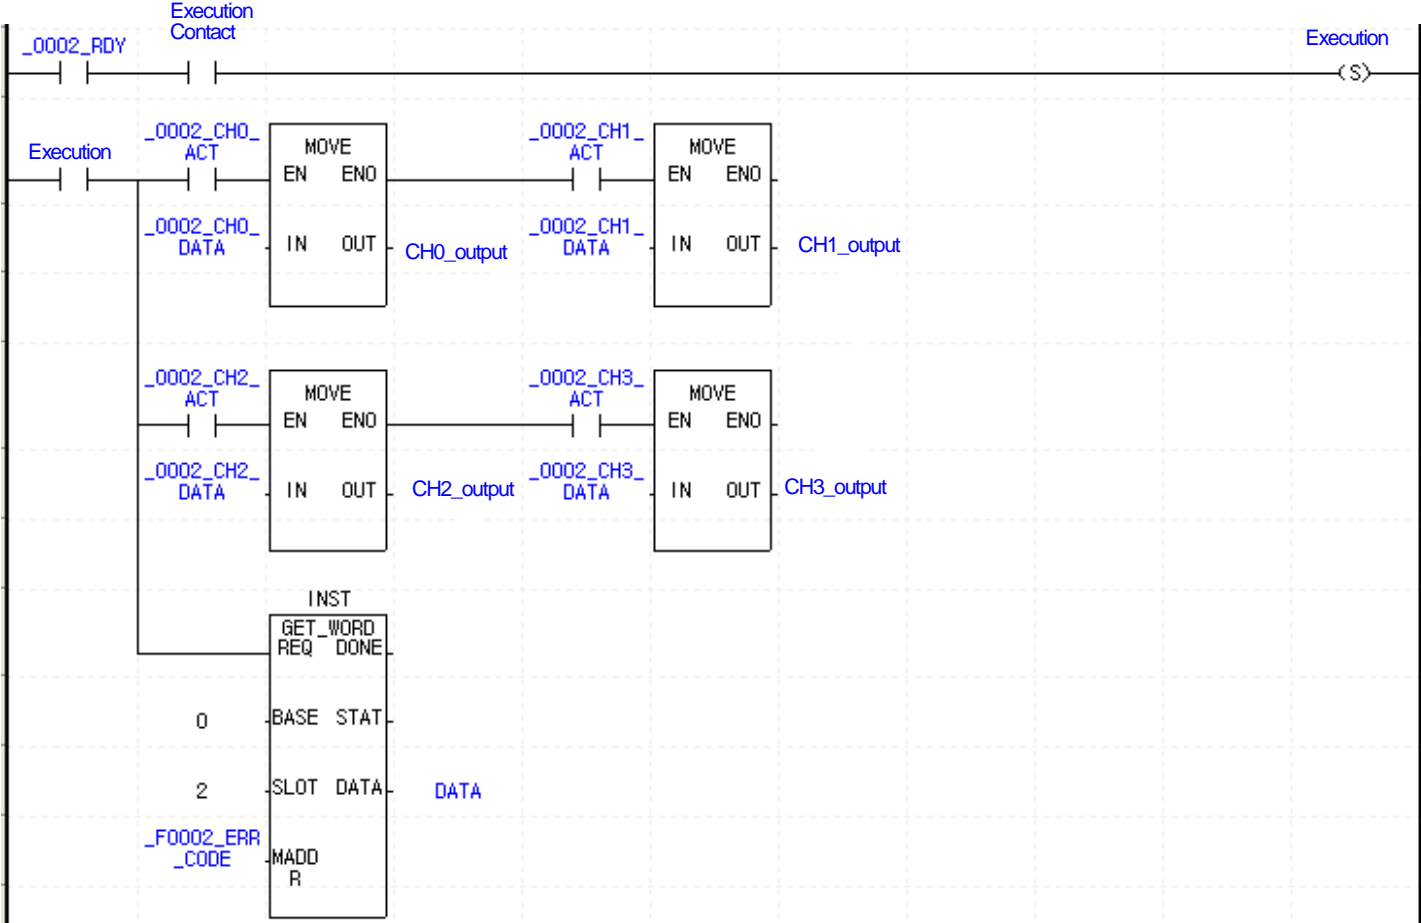 Execution
Contact
_0002_RDY
Execution
(S)
_0002_CH0_
ACT
MOVE
_0002_CH1_
ACT
MOVE
Execution
EN ENO
EN ENO
_0002_CH0_
DATA
IN OUT
CH0_output
_0002_CH1_
DATA
IN OUT
CH1_output
_0002_CH2_
ACT
MOVE
_0002_CH3_
ACT
MOVE
EN ENO
EN ENO
_0002_CH2_
DATA
IN OUT
CH2_output
_0002_CH3_
DATA
IN OUT
CH3_output
INST
GET_WORD
REQ DONE
0
BASE STAT
2
SLOT DATA
DATA
_F0002_ERR
_CODE
MADD
R